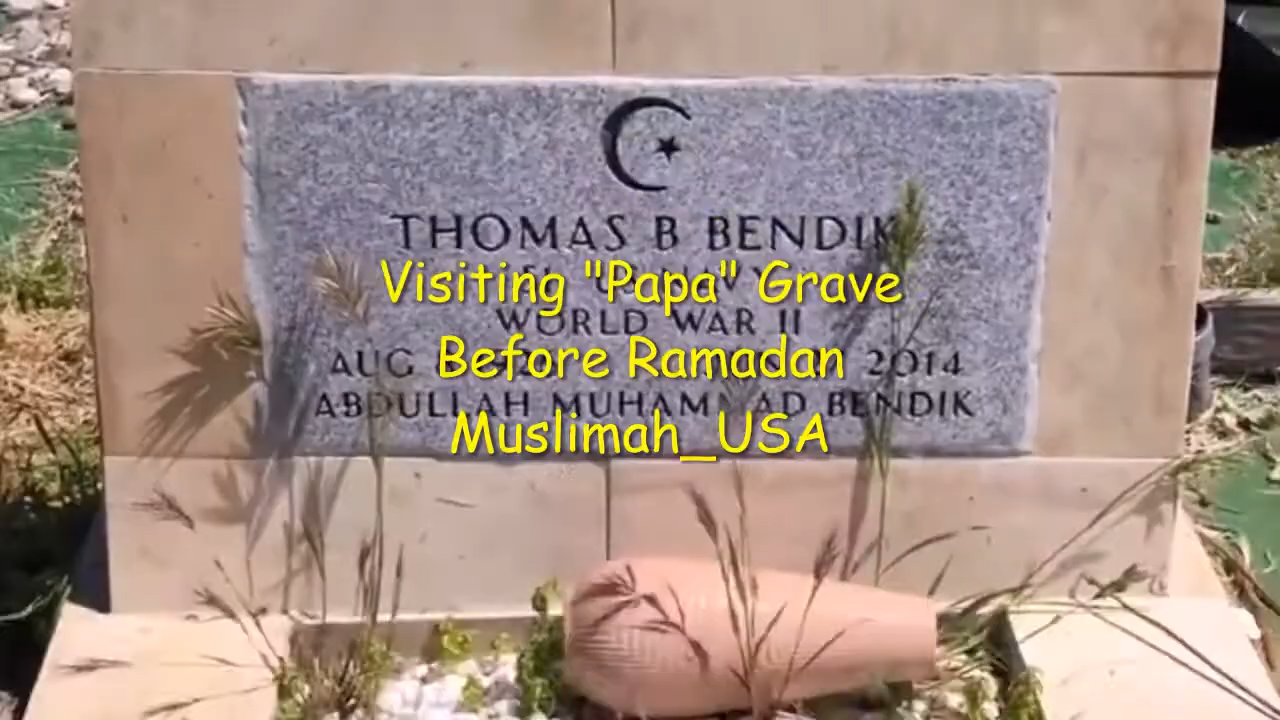 THOMAS B BENDIK
Visiting "Papa" Grave
WORLD WAR II
Before Ramadan
AUG 2014
ABDULLAH MUHAMMAD BENDIK
Muslimah_USA